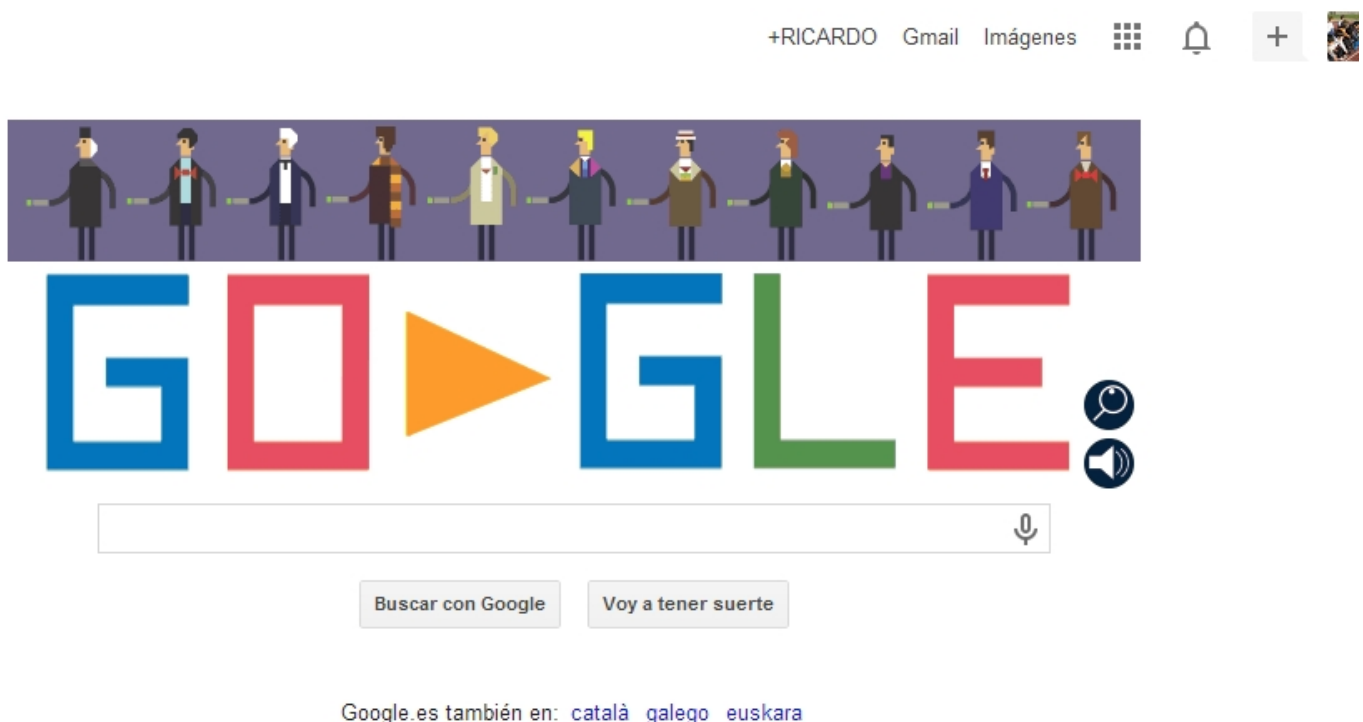 +RICARDO Gmail Imágenes
GO GLE
Buscar con Google Voy a tener suerte
Google.es también en: català galego euskara